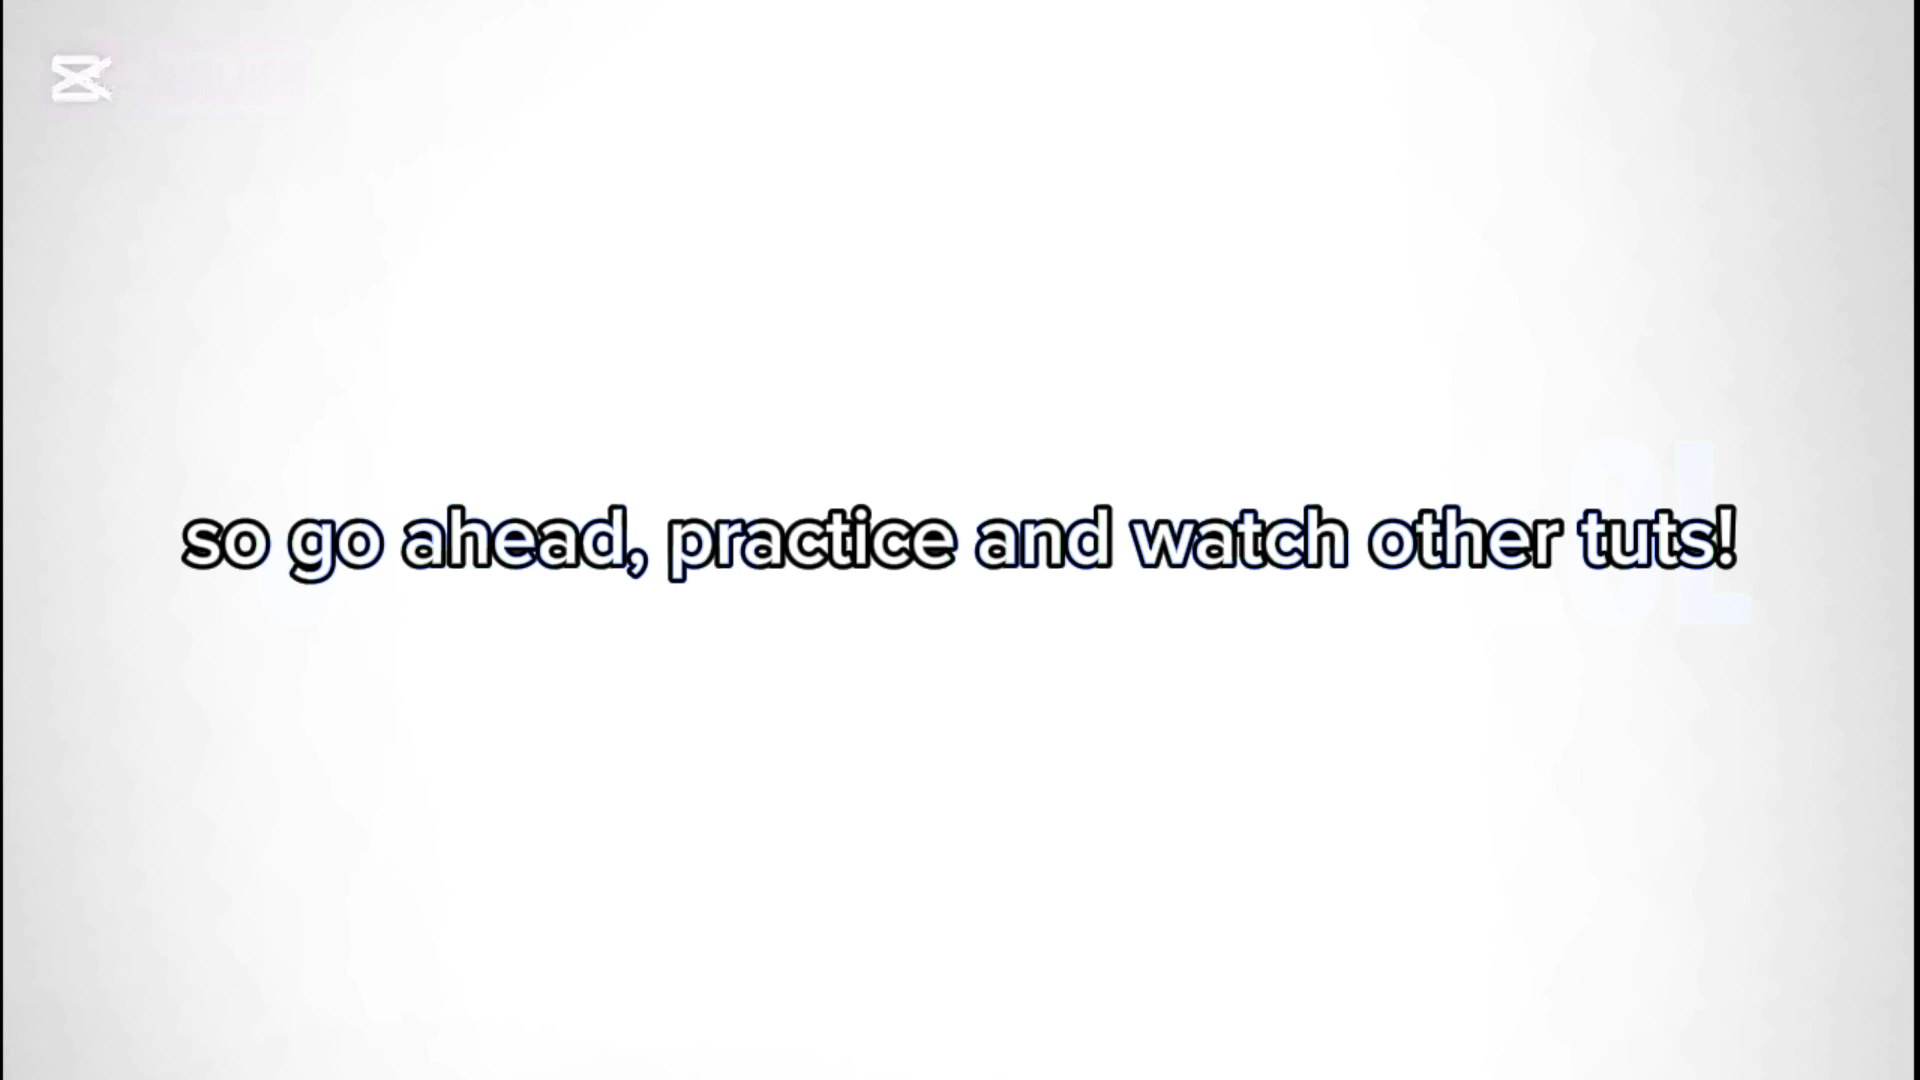 so go ahead, practice and watch other tuts!